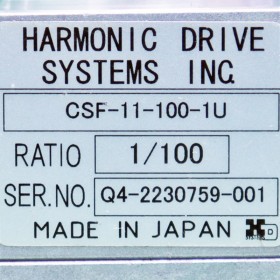 HARMONIC DRIVE
SYSTEMS INC.
CSF-11-100-1U
RATIO 1/100
SER.NO. Q4-2230759-001
MADE IN JAPAN